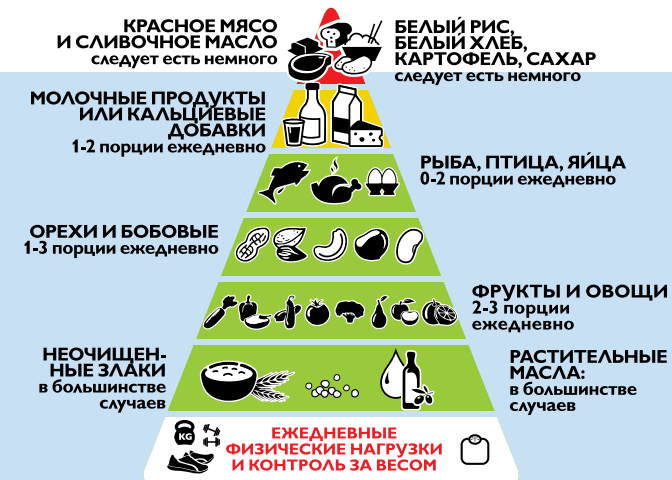 КРАСНОЕ МЯСО
И СЛИВОЧНОЕ МАСЛО
следует есть немного
БЕЛЫЙ РИС,
БЕЛЫЙ ХЛЕБ,
КАРТОФЕЛЬ, САХАР
следует есть немного
МОЛОЧНЫЕ ПРОДУКТЫ
ИЛИ КАЛЬЦИЕВЫЕ
ДОБАВКИ
1-2 порции ежедневно
РЫБА, ПТИЦА, ЯЙЦА
0-2 порции ежедневно
ОРЕХИ И БОБОВЫЕ
1-3 порции ежедневно
ФРУКТЫ И ОВОЩИ
2-3 порции
ежедневно
НЕОЧИЩЕН-
НЫЕ ЗЛАКИ
в большинстве
случаев
РАСТИТЕЛЬНЫЕ
МАСЛА:
в большинстве
случаев
KG
ЕЖЕДНЕВНЫЕ
ФИЗИЧЕСКИЕ НАГРУЗКИ
И КОНТРОЛЬ ЗА ВЕСОМ